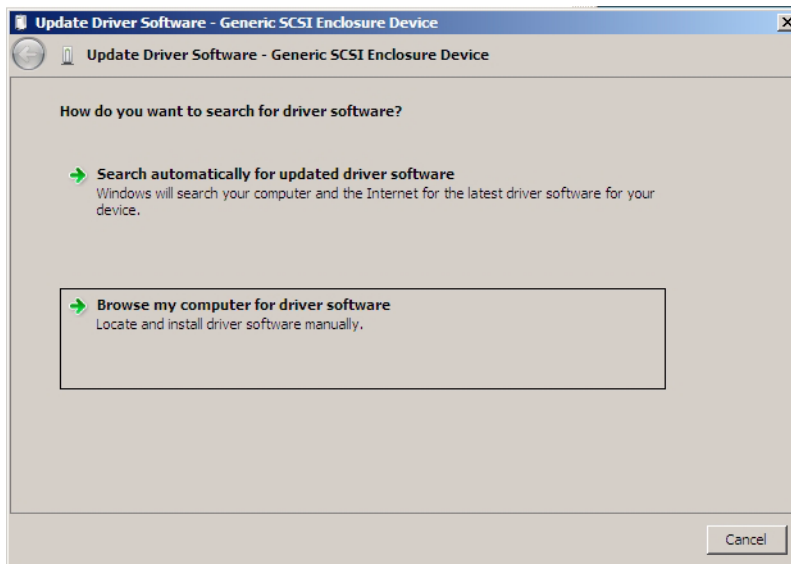 Update Driver Software - Generic SCSI Enclosure Device
Update Driver Software - Generic SCSI Enclosure Device
How do you want to search for driver software?
Search automatically for updated driver software
Windows will search your computer and the Internet for the latest driver software for your
device.
Browse my computer for driver software
Locate and install driver software manually.
Cancel